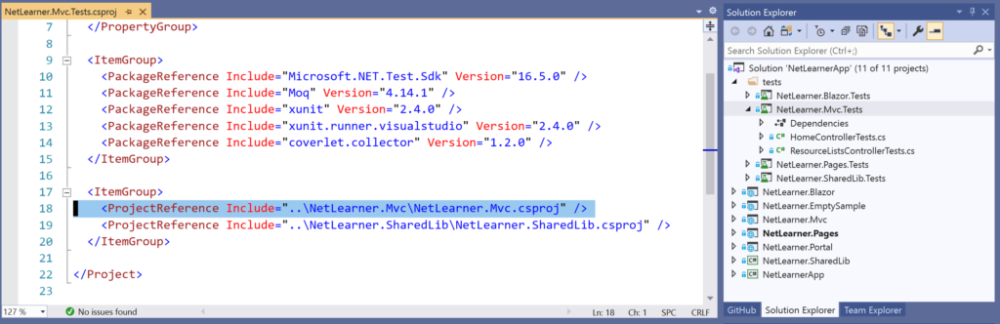 NetLearner.Mvc.Tests.csproj
7 </PropertyGroup>
8
9 <ItemGroup>
10 <PackageReference Include="Microsoft.NET.Test.Sdk" Version="16.5.0" />
11 <PackageReference Include="Moq" Version="4.14.1" />
12 <PackageReference Include="xunit" Version="2.4.0" />
13 <PackageReference Include="xunit.runner.visualstudio" Version="2.4.0" />
14 <PackageReference Include="coverlet.collector" Version="1.2.0" />
15 </ItemGroup>
16
17 <ItemGroup>
18 <ProjectReference Include="..\NetLearner.Mvc\NetLearner.Mvc.csproj" />
19 <ProjectReference Include="..\NetLearner.SharedLib\NetLearner.SharedLib.csproj" />
20 </ItemGroup>
21
22 </Project>
23
127 % No issues found Ln: 18 Ch: 1 SPC CRLF
Solution Explorer
Search Solution Explorer (Ctrl+;)
Solution 'NetLearnerApp' (11 of 11 projects)
tests
NetLearner.Blazor.Tests
NetLearner.Mvc.Tests
Dependencies
C# HomeControllerTests.cs
C# ResourceListsControllerTests.cs
NetLearner.Pages.Tests
NetLearner.SharedLib.Tests
NetLearner.Blazor
NetLearner.EmptySample
NetLearner.Mvc
NetLearner.Pages
NetLearner.Portal
C# NetLearner.SharedLib
C# NetLearnerApp
GitHub Solution Explorer Team Explorer